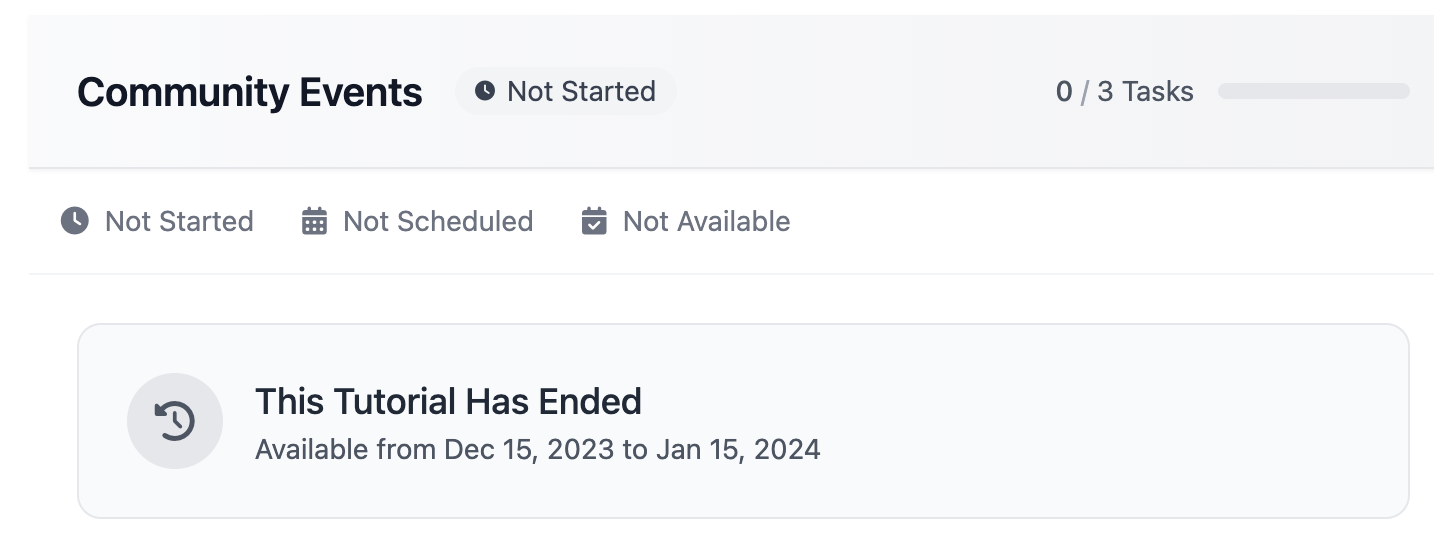 Community Events
Not Started
0 / 3 Tasks
Not Started
Not Scheduled
Not Available
This Tutorial Has Ended
Available from Dec 15, 2023 to Jan 15, 2024